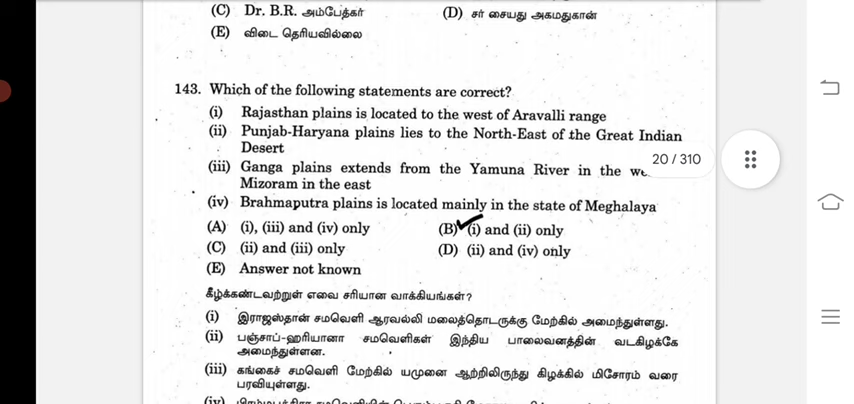 (C) Dr. B.R. அம்பேத்கர் (D) சர் சையது அகமதுகான்
(E) விடை தெரியவில்லை
143. Which of the following statements are correct?
(i) Rajasthan plains is located to the west of Aravalli range
(ii) Punjab-Haryana plains lies to the North-East of the Great Indian
Desert
20 / 310
(iii) Ganga plains extends from the Yamuna River in the
Mizoram in the east
(iv) Brahmaputra plains is located mainly in the state of Meghalaya
(A) (i), (iii) and (iv) only (B) (i) and (ii) only
(C) (ii) and (iii) only (D) (ii) and (iv) only
(E) Answer not known
கீழ்க்கண்டவற்றுள் எவை சரியான வாக்கியங்கள்?
(i) இராஜஸ்தான் சமவெளி ஆரவல்லி மலைத்தொடருக்கு மேற்கில் அமைந்துள்ளது.
(ii) பஞ்சாப்-ஹரியானா சமவெளிகள் இந்திய பாலைவனத்தின் வடகிழக்கே
அமைந்துள்ளன.
(iii) கங்கைச் சமவெளி மேற்கில் யமுனை ஆற்றிலிருந்து கிழக்கில் மிசோரம் வரை
பரவியுள்ளது.
(iv)